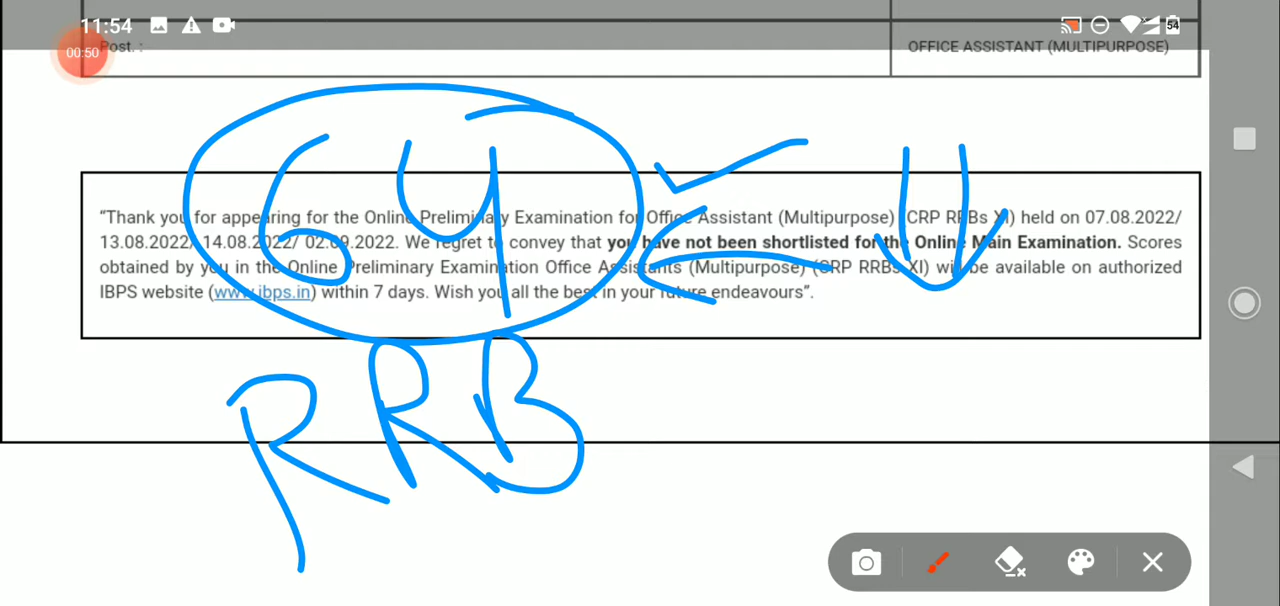 11:54
54
00:50
Post. :
OFFICE ASSISTANT (MULTIPURPOSE)
64
“Thank you for appearing for the Online Preliminary Examination for Office Assistant (Multipurpose) (CRP RRBs XI) held on 07.08.2022/
13.08.2022/ 14.08.2022/ 02.09.2022. We regret to convey that you have not been shortlisted for the Online Main Examination. Scores
obtained by you in the Online Preliminary Examination Office Assistants (Multipurpose) (CRP RRBs XI) will be available on authorized
IBPS website (www.ibps.in) within 7 days. Wish you all the best in your future endeavours”.
RRB